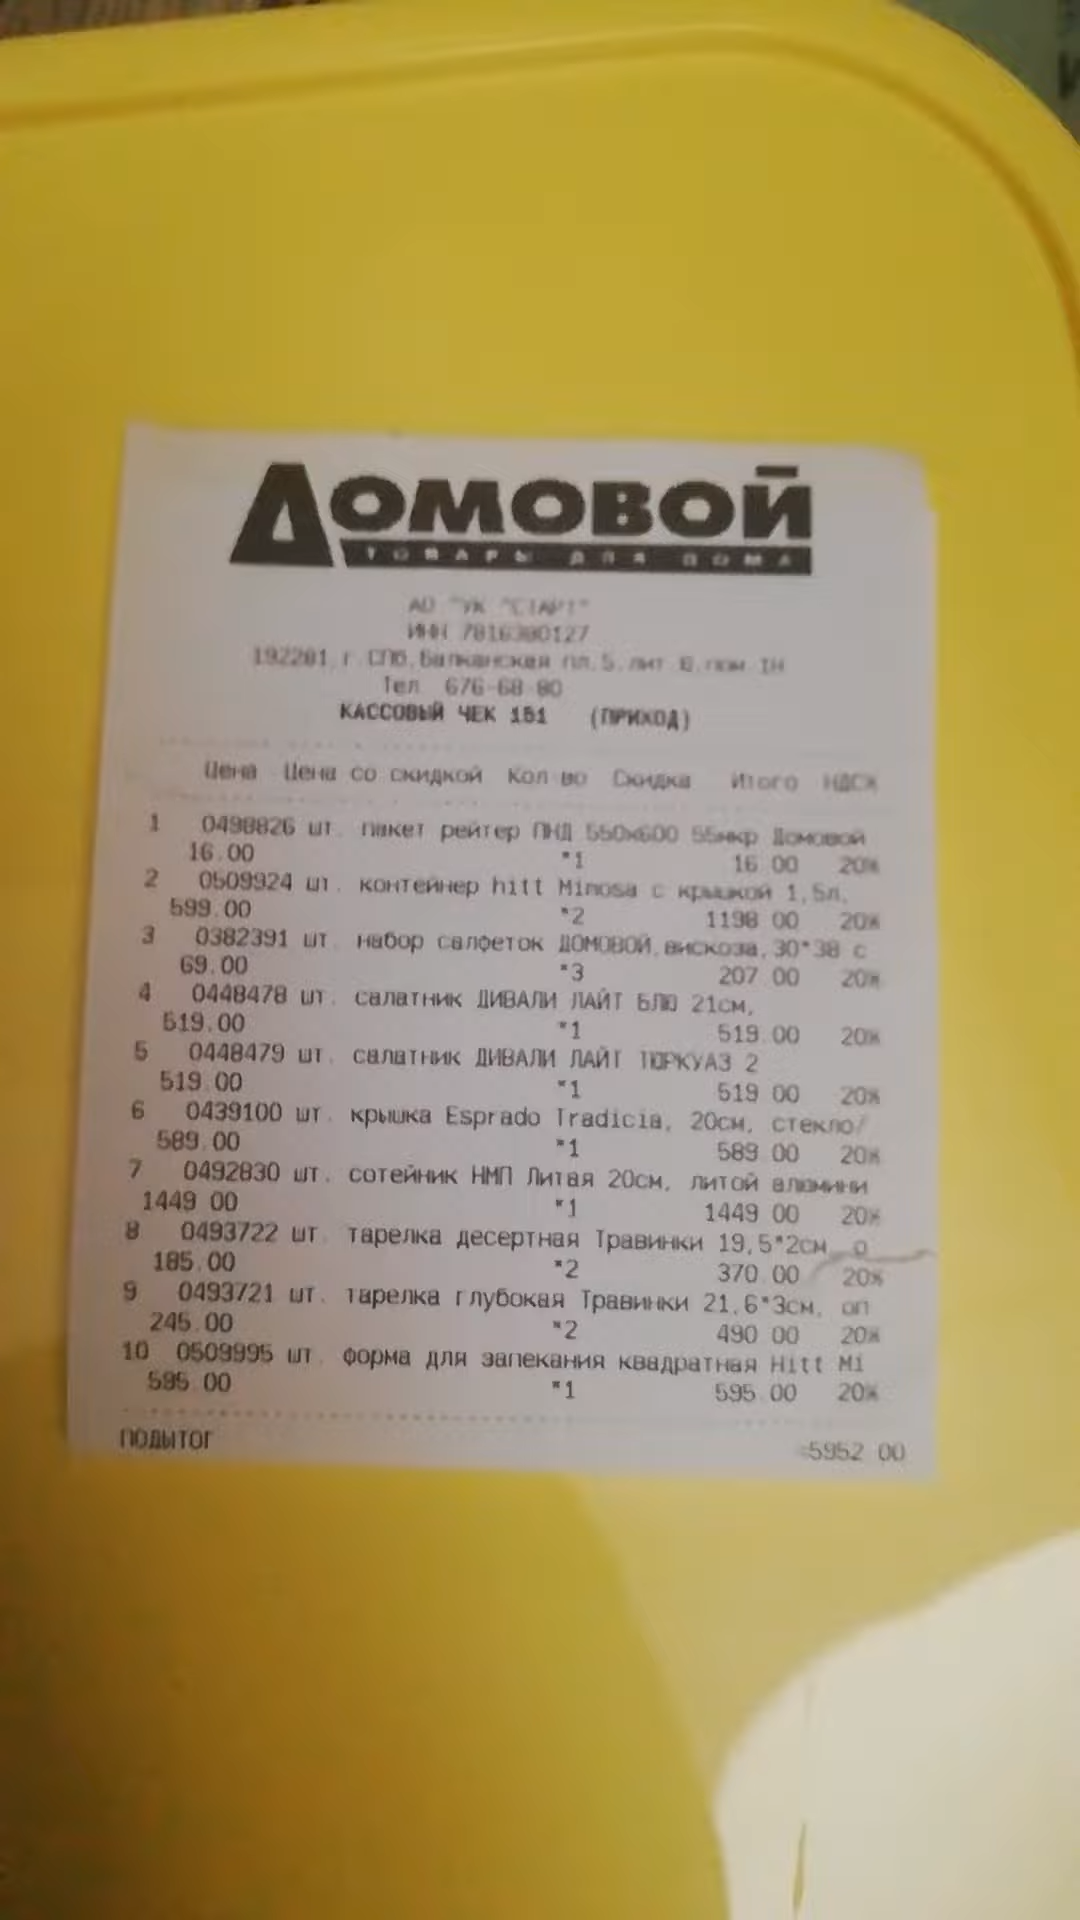 ДОМОВОЙ
ТОВАРЫ ДЛЯ ДОМА
АО "УК "СТАРТ"
ИНН 7816380127
192281, г.СПб,Балканская пл,5,лит.В,пом.1Н
Тел. 676-68-80
КАССОВЫЙ ЧЕК 151 (ПРИХОД)
Цена Цена со скидкой Кол-во Скидка Итого НДС%
1 0498826 шт. пакет рейтер ПНД 550х600 55мкр Домовой
16.00 *1 16.00 20%
2 0509924 шт. контейнер hitt Mimosa с крышкой 1,5л,
599.00 *2 1198.00 20%
3 0382391 шт. набор салфеток ДОМОВОЙ,вискоза,30*38 с
69.00 *3 207.00 20%
4 0448478 шт. салатник ДИВАЛИ ЛАЙТ БЛЮ 21см,
519.00 *1 519.00 20%
5 0448479 шт. салатник ДИВАЛИ ЛАЙТ ТЮРКУАЗ 2
519.00 *1 519.00 20%
6 0439100 шт. крышка Esprado Tradicia, 20см, стекло/
589.00 *1 589.00 20%
7 0492830 шт. сотейник НМП Литая 20см, литой алюмини
1449.00 *1 1449.00 20%
8 0493722 шт. тарелка десертная Травинки 19,5*2см, о
185.00 *2 370.00 20%
9 0493721 шт. тарелка глубокая Травинки 21,6*3см, оп
245.00 *2 490.00 20%
10 0509995 шт. форма для запекания квадратная Hitt Mi
595.00 *1 595.00 20%
ПОДЫТОГ =5952.00